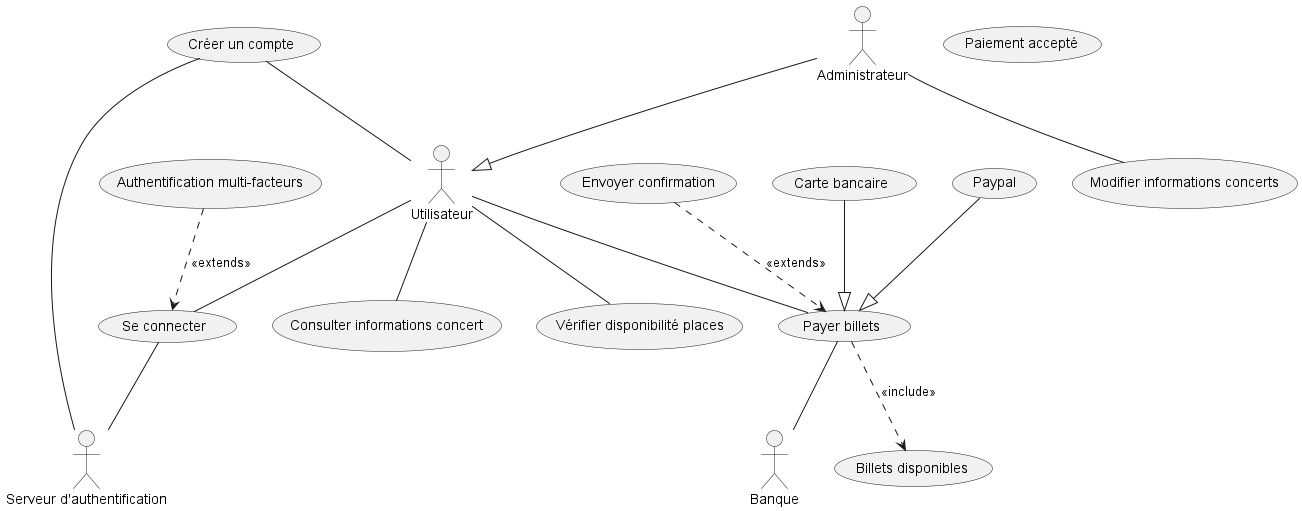 Créer un compte
Administrateur
Paiement accepté
Authentification multi-facteurs
Utilisateur
Envoyer confirmation
Carte bancaire
Paypal
Modifier informations concerts
«extends»
«extends»
Se connecter
Consulter informations concert
Vérifier disponibilité places
Payer billets
«include»
Serveur d'authentification
Banque
Billets disponibles